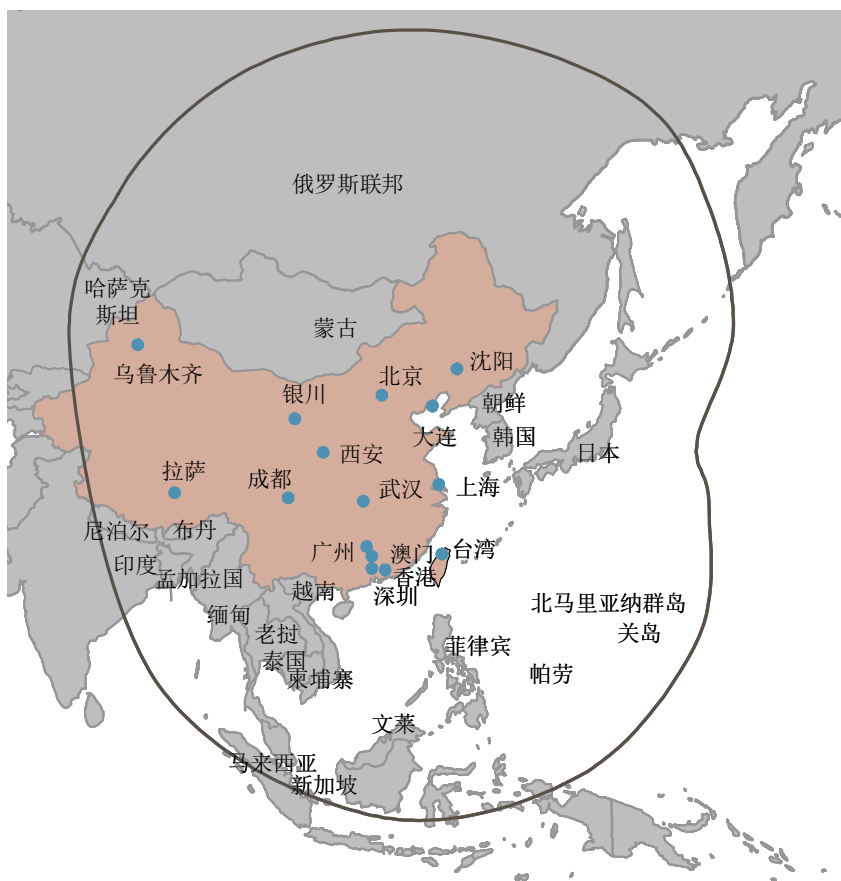 俄罗斯联邦
哈萨克
斯坦
蒙古
乌鲁木齐
沈阳
北京
银川
朝鲜
大连
韩国
日本
西安
拉萨
成都
武汉
上海
尼泊尔
布丹
广州
澳门
台湾
印度
孟加拉国
香港
越南
深圳
北马里亚纳群岛
缅甸
关岛
老挝
菲律宾
泰国
帕劳
柬埔寨
文莱
马来西亚
新加坡